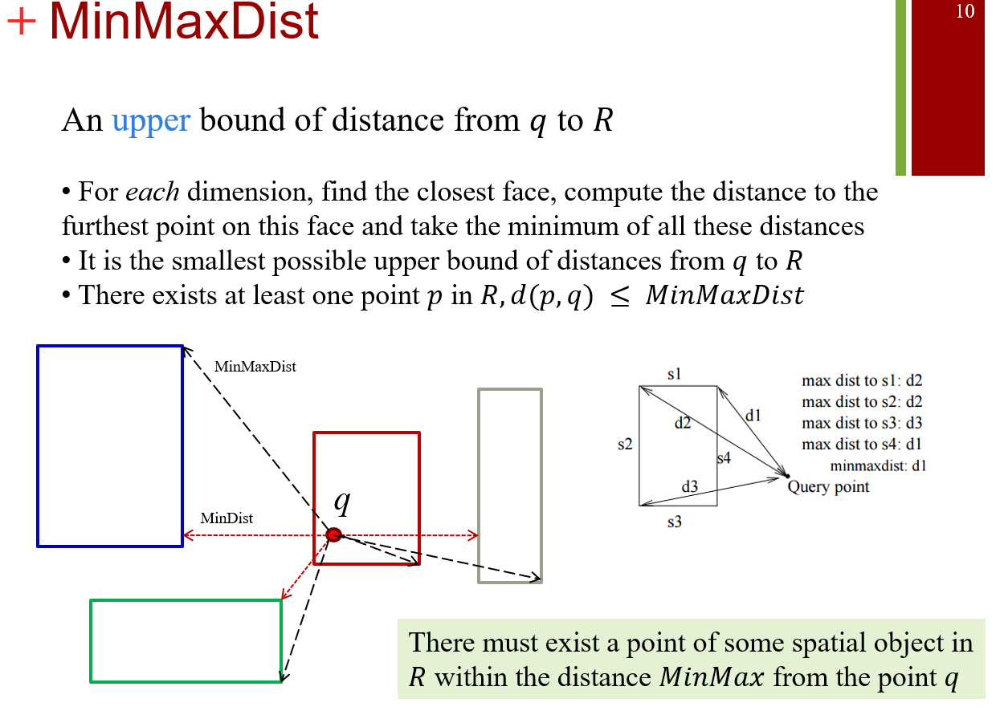 10
+ MinMaxDist
An upper bound of distance from q to R
• For each dimension, find the closest face, compute the distance to the
furthest point on this face and take the minimum of all these distances
• It is the smallest possible upper bound of distances from q to R
• There exists at least one point p in R, d(p, q) ≤ MinMaxDist
MinMaxDist
q
MinDist
s1
d1
d2
s2
s4
d3
Query point
s3
max dist to s1: d2
max dist to s2: d2
max dist to s3: d3
max dist to s4: d1
minmaxdist: d1
There must exist a point of some spatial object in
R within the distance MinMax from the point q